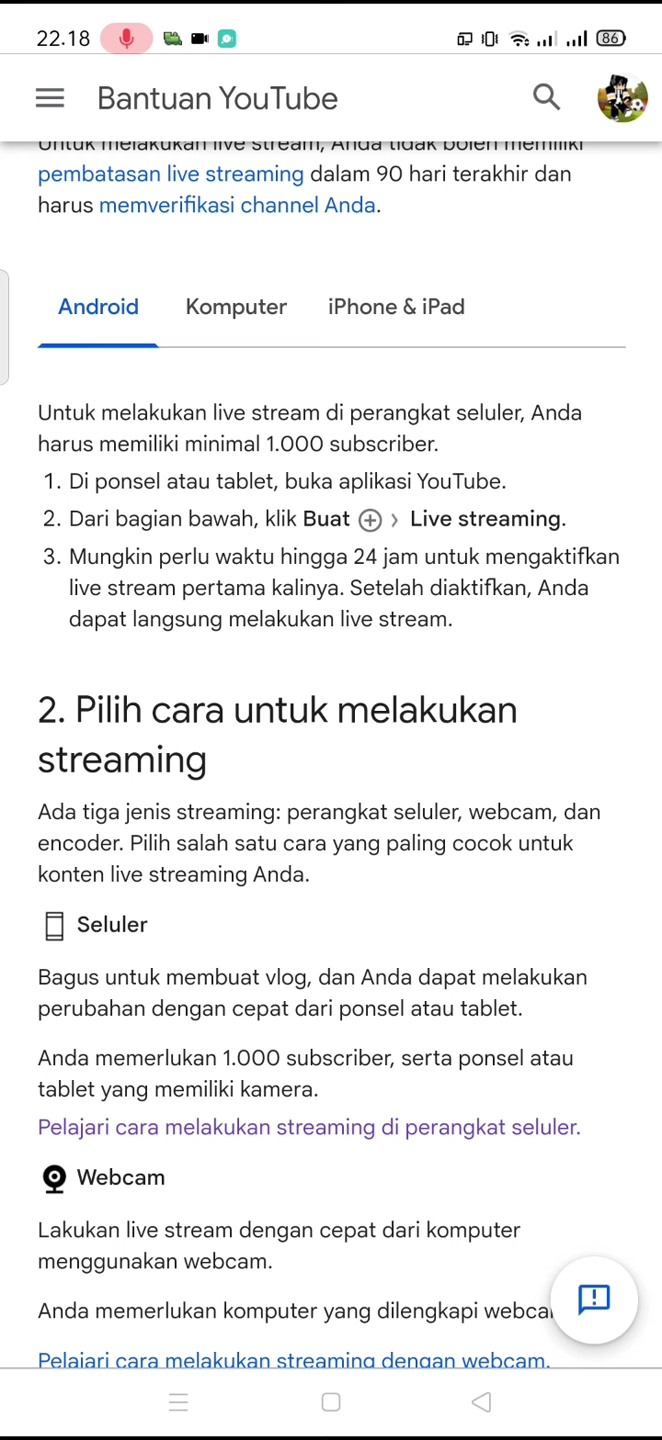 22.18
86
Bantuan YouTube
Untuk melakukan live stream, Anda tidak boleh memiliki
pembatasan live streaming dalam 90 hari terakhir dan
harus memverifikasi channel Anda.
Android Komputer iPhone & iPad
Untuk melakukan live stream di perangkat seluler, Anda
harus memiliki minimal 1.000 subscriber.
1. Di ponsel atau tablet, buka aplikasi YouTube.
2. Dari bagian bawah, klik Buat > Live streaming.
3. Mungkin perlu waktu hingga 24 jam untuk mengaktifkan
live stream pertama kalinya. Setelah diaktifkan, Anda
dapat langsung melakukan live stream.
2. Pilih cara untuk melakukan
streaming
Ada tiga jenis streaming: perangkat seluler, webcam, dan
encoder. Pilih salah satu cara yang paling cocok untuk
konten live streaming Anda.
Seluler
Bagus untuk membuat vlog, dan Anda dapat melakukan
perubahan dengan cepat dari ponsel atau tablet.
Anda memerlukan 1.000 subscriber, serta ponsel atau
tablet yang memiliki kamera.
Pelajari cara melakukan streaming di perangkat seluler.
Webcam
Lakukan live stream dengan cepat dari komputer
menggunakan webcam.
Anda memerlukan komputer yang dilengkapi webca
Pelajari cara melakukan streaming dengan webcam.